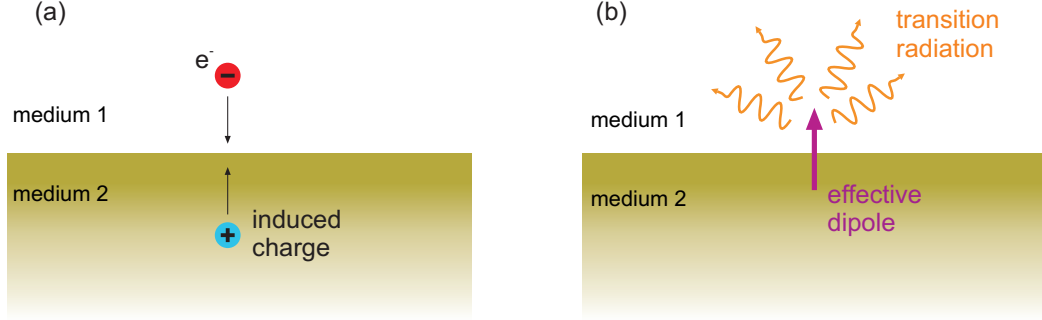 (a)
e-
−
medium 1
medium 2
+
induced
charge
(b)
transition
radiation
medium 1
medium 2
effective
dipole